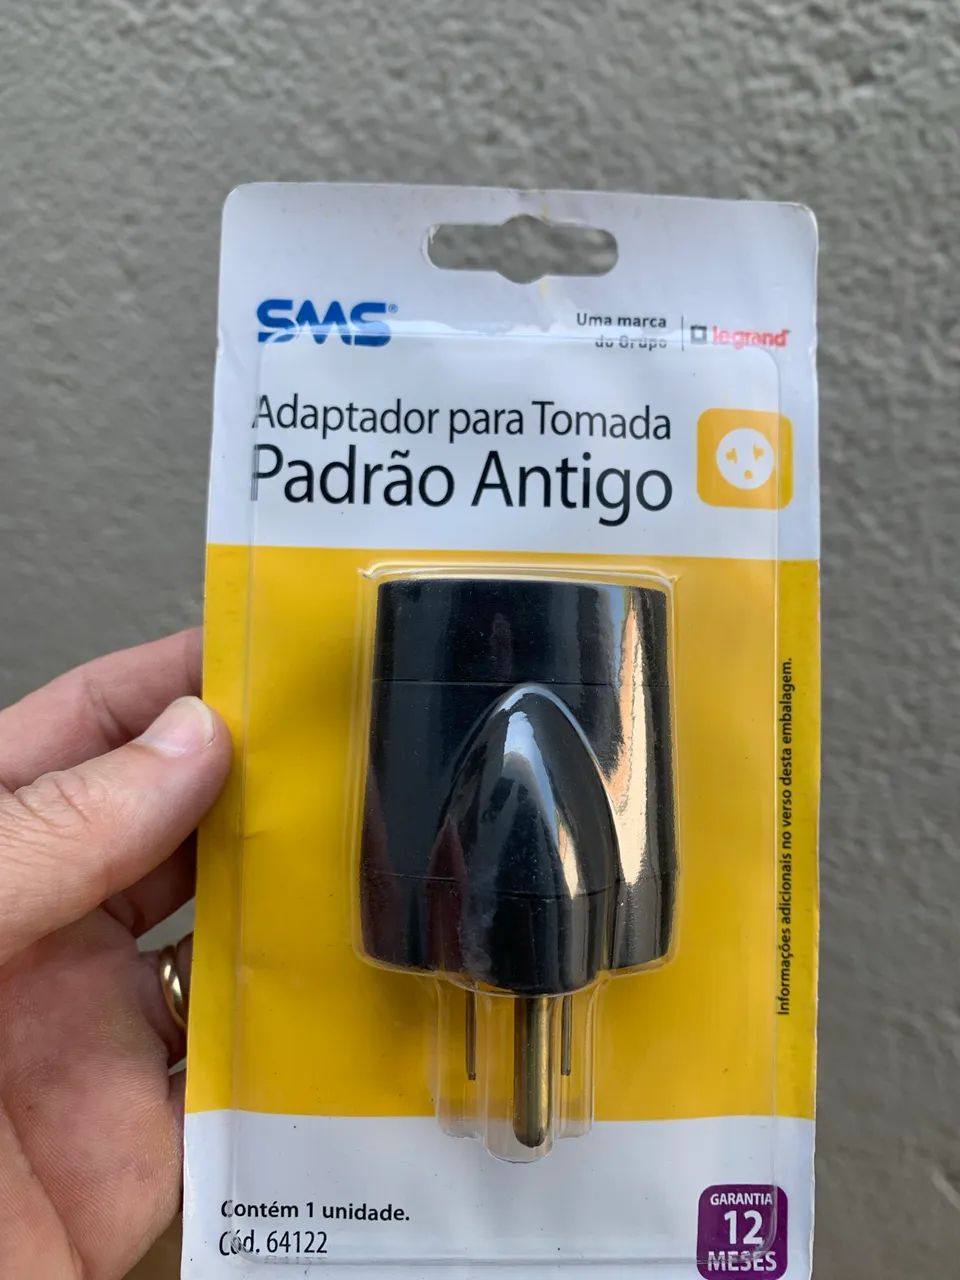 SMS®
Uma marca
do Grupo
legrand
Adaptador para Tomada
Padrão Antigo
Informações adicionais no verso desta embalagem.
Contém 1 unidade.
Cód. 64122
GARANTIA
12
MESES